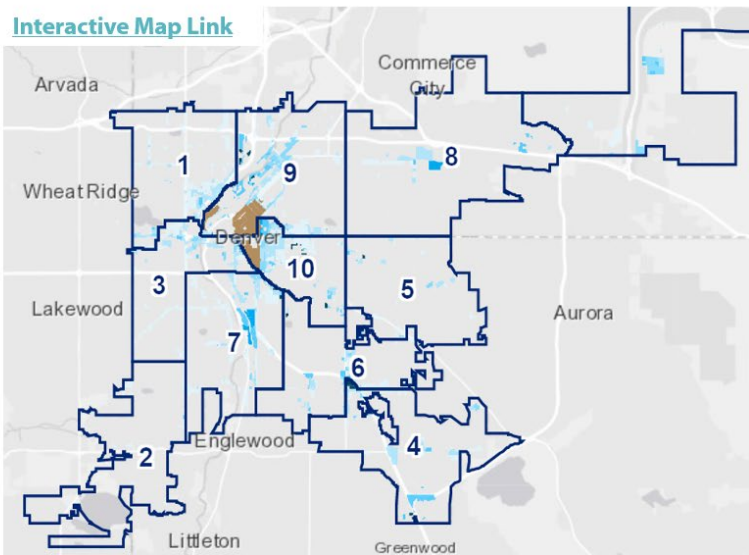 Interactive Map Link
Commerce
City
Arvada
1
9
8
Wheat Ridge
Denver
10
3
5
Lakewood
Aurora
7
6
Englewood
4
2
Littleton
Greenwood